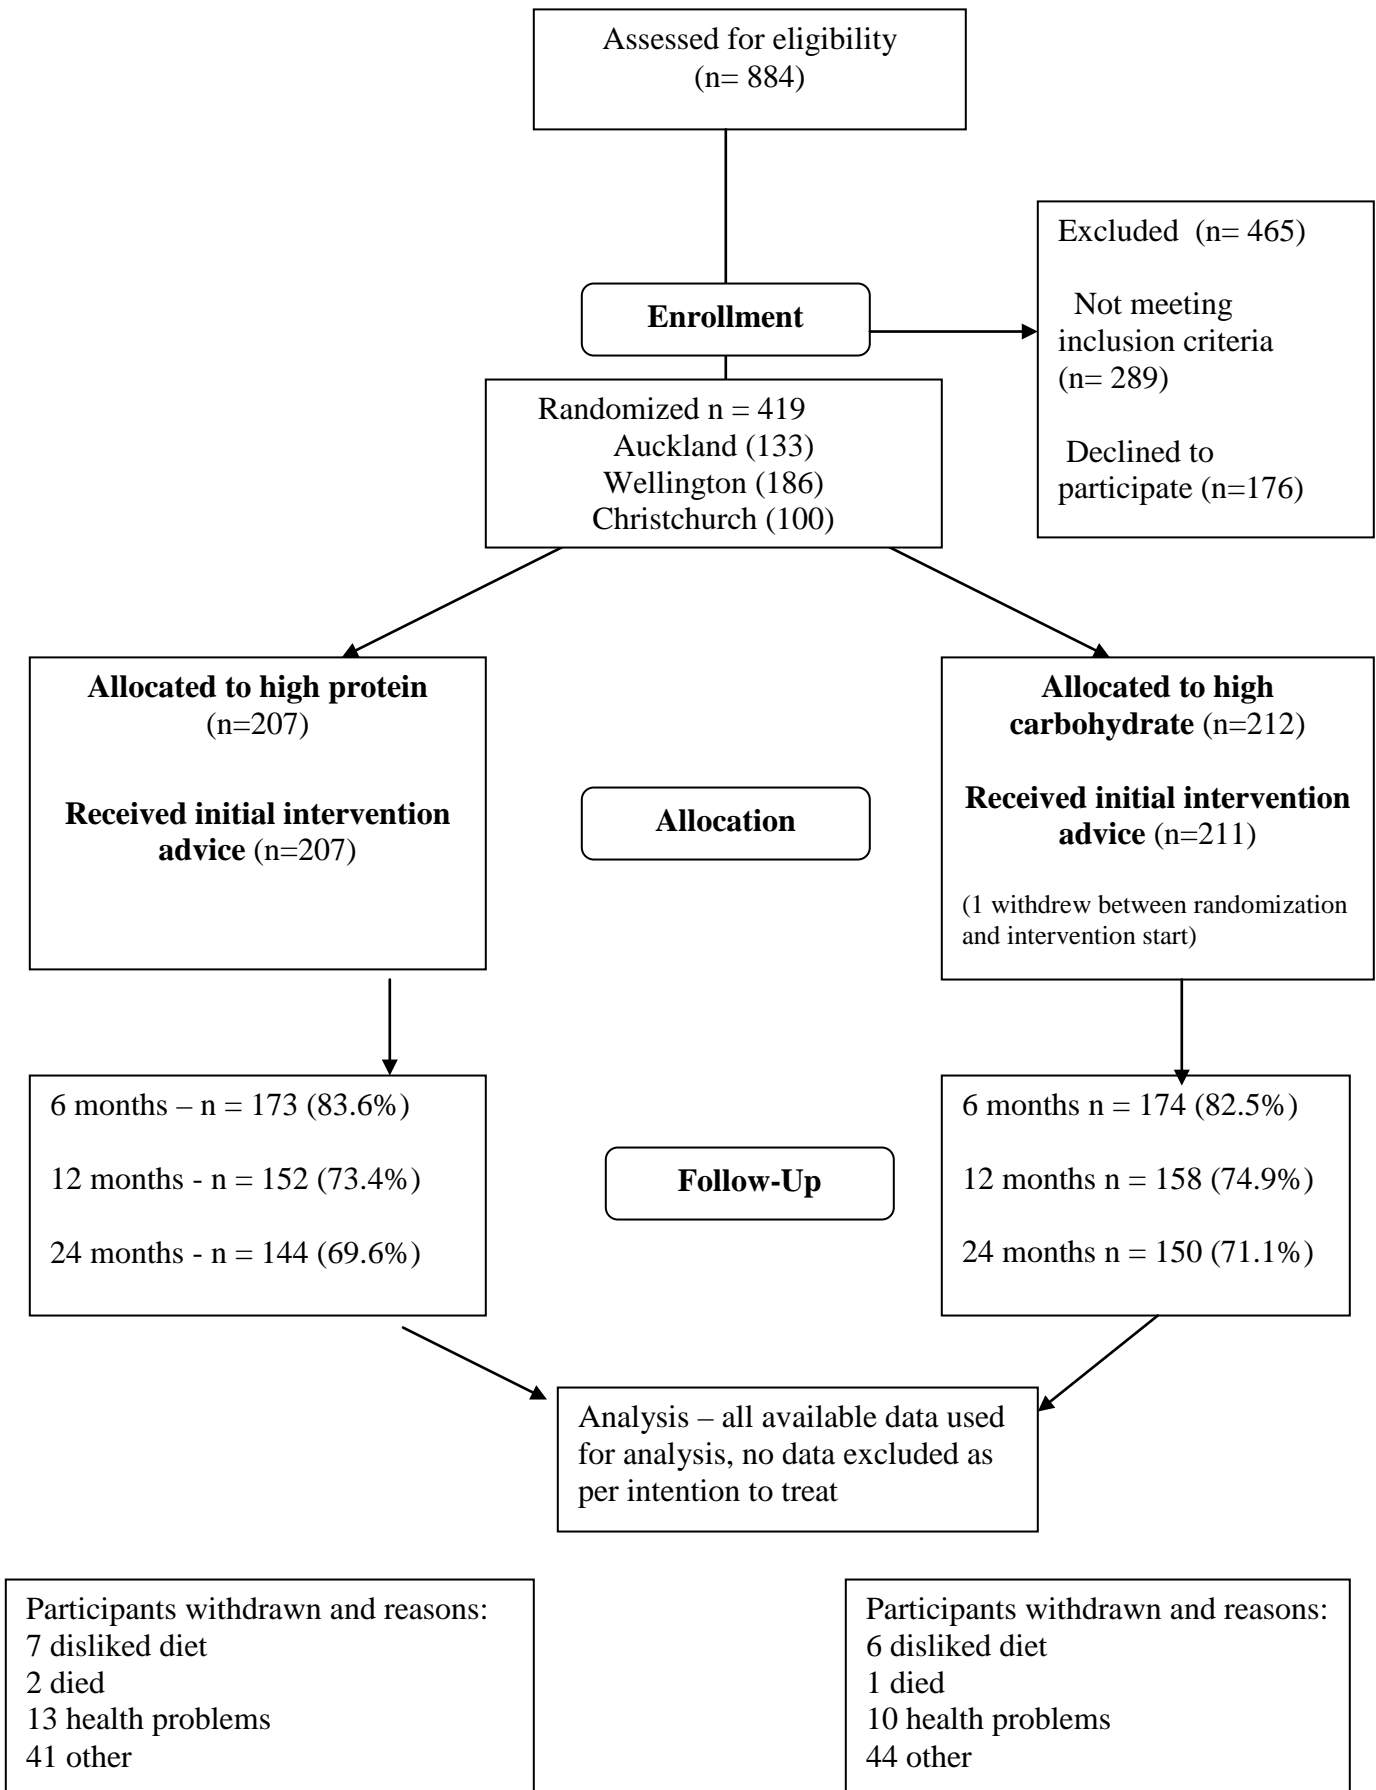 Assessed for eligibility
(n= 884)
Excluded  (n= 465)
Not meeting
inclusion criteria
(n= 289)
Declined to
participate (n=176)
Enrollment
Randomized n = 419
Auckland (133)
Wellington (186)
Christchurch (100)
Allocated to high protein
(n=207)
Received initial intervention
advice (n=207)
Allocation
Allocated to high
carbohydrate (n=212)
Received initial intervention
advice (n=211)
(1 withdrew between randomization
and intervention start)
6 months – n = 173 (83.6%)
12 months - n = 152 (73.4%)
24 months - n = 144 (69.6%)
Follow-Up
6 months n = 174 (82.5%)
12 months n = 158 (74.9%)
24 months n = 150 (71.1%)
Analysis – all available data used
for analysis, no data excluded as
per intention to treat
Participants withdrawn and reasons:
7 disliked diet
2 died
13 health problems
41 other
Participants withdrawn and reasons:
6 disliked diet
1 died
10 health problems
44 other